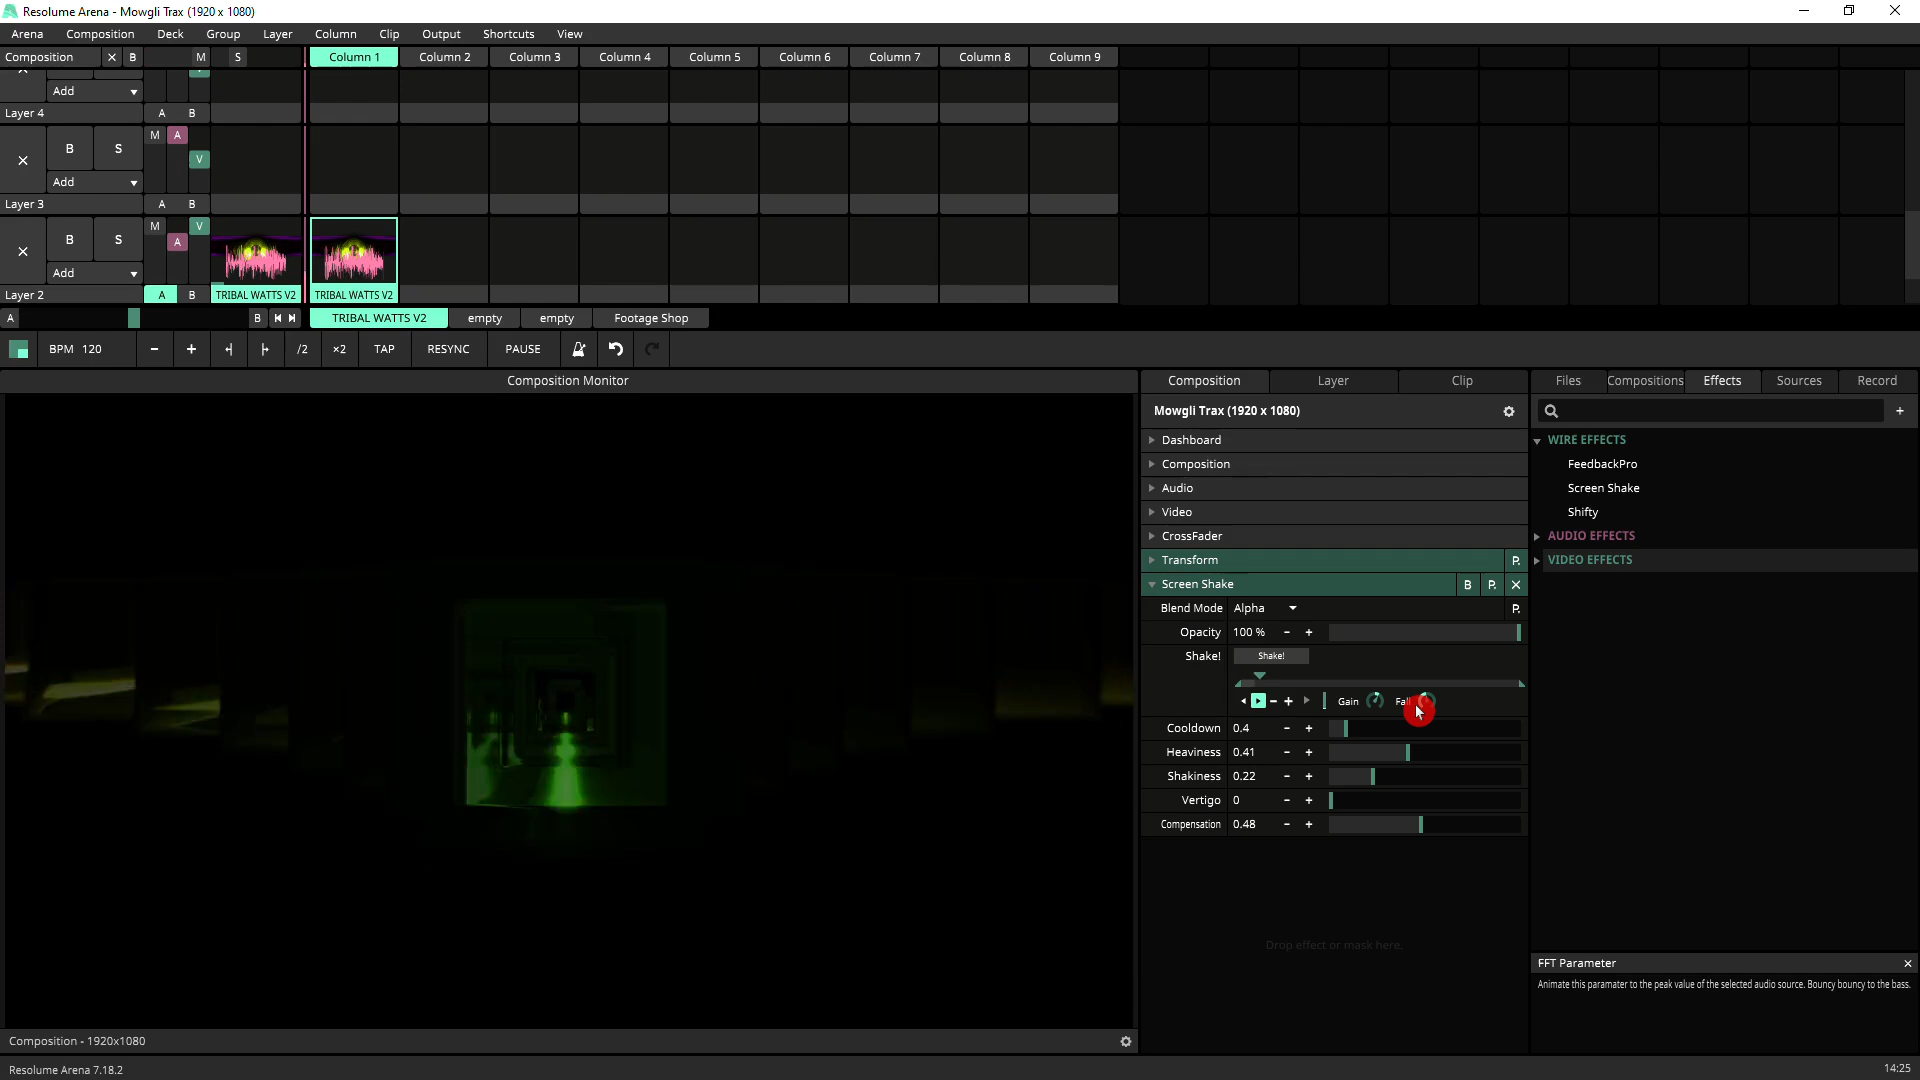 Resolume Arena - Mowgli Trax (1920 x 1080)
Arena Composition Deck Group Layer Column Clip Output Shortcuts View
Composition B M S Column 1 Column 2 Column 3 Column 4 Column 5 Column 6 Column 7 Column 8 Column 9
Add
Layer 4 A B
B S M A V
Add
Layer 3 A B
B S M A V
Add
Layer 2 A B TRIBAL WATTS V2 TRIBAL WATTS V2
A B TRIBAL WATTS V2 empty empty Footage Shop
BPM 120 - + /2 ×2 TAP RESYNC PAUSE
Composition Monitor Composition Layer Clip Files Compositions Effects Sources Record
Mowgli Trax (1920 x 1080) +
Dashboard WIRE EFFECTS
Composition FeedbackPro
Audio Screen Shake
Video Shifty
CrossFader AUDIO EFFECTS
Transform P. VIDEO EFFECTS
Screen Shake B P.
Blend Mode Alpha P.
Opacity 100 % - +
Shake! Shake!
- + Gain
Cooldown 0.4 - +
Heaviness 0.41 - +
Shakiness 0.22 - +
Vertigo 0 - +
Compensation 0.48 - +
Drop effect or mask here.
FFT Parameter
Animate this paramater to the peak value of the selected audio source. Bouncy bouncy to the bass.
Composition - 1920x1080
Resolume Arena 7.18.2 14:25